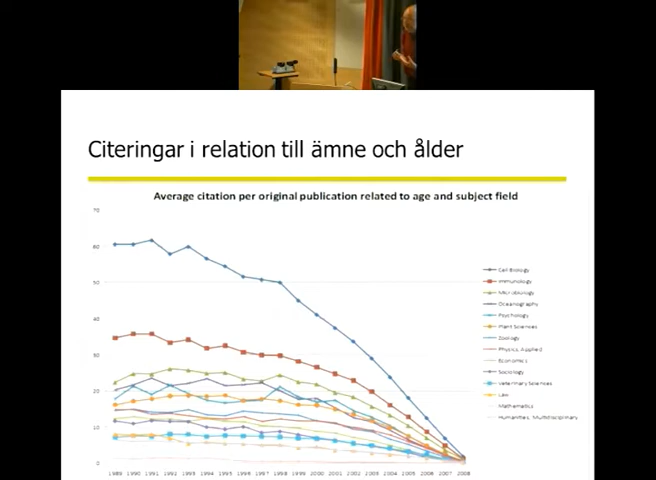 Citeringar i relation till ämne och ålder
Average citation per original publication related to age and subject field
70
60
50
40
30
20
10
0
1989 1990 1991 1992 1993 1994 1995 1996 1997 1998 1999 2000 2001 2002 2003 2004 2005 2006 2007 2008
Cell Biology
Immunology
Microbiology
Oceanography
Psychology
Plant Sciences
Zoology
Physics, Applied
Economics
Sociology
Veterinary Sciences
Law
Mathematics
Humanities, Multidisciplinary